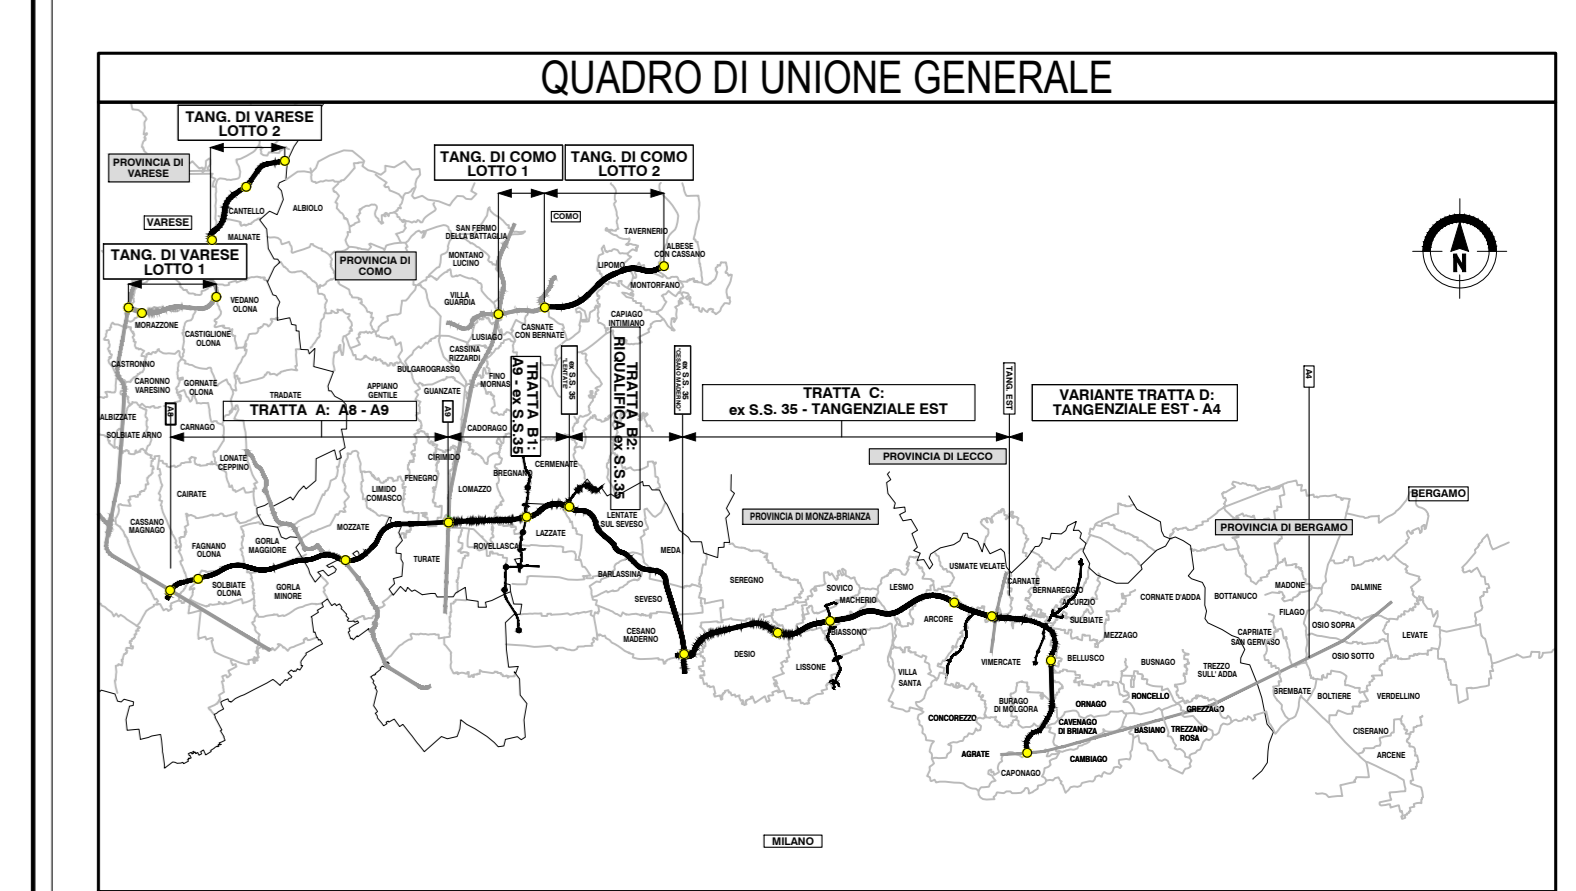 QUADRO DI UNIONE GENERALE
TANG. DI VARESE
LOTTO 2
PROVINCIA DI
VARESE
TANG. DI COMO
LOTTO 1
TANG. DI COMO
LOTTO 2
VARESE
CANTELLO
ALBIOLO
MALNATE
COMO
SAN FERMO
DELLA BATTAGLIA
TAVERNERIO
ALBESE
CON CASSANO
TANG. DI VARESE
LOTTO 1
PROVINCIA DI
COMO
MONTANO
LUCINO
LIPOMO
MONTORFANO
N
VILLA
GUARDIA
VEDANO
OLONA
MORAZZONE
CASTIGLIONE
OLONA
LUSIAGO
CASNATE
CON BERNATE
CAPIAGO
INTIMIANO
CASSINA
RIZZARDI
CASTRONNO
BULGAROGRASSO
FINO
MORNAS
CARONNO
VARESINO
GORNATE
OLONA
TRADATE
APPIANO
GENTILE
GUANZATE
TRATTA B1:
A9 - ex S.S.35
ex S.S. 35
"LENTATE"
TRATTA B2:
RIQUALIFICA ex S.S.35
ex S.S. 35
"CESANO MADERNO"
TRATTA C:
ex S.S. 35 - TANGENZIALE EST
TANG. EST
VARIANTE TRATTA D:
TANGENZIALE EST - A4
A4
ALBIZZATE
A8
TRATTA A: A8 - A9
A9
SOLBIATE ARNO
CARNAGO
CADORAGO
LONATE
CEPPINO
CIRIMIDO
FENEGRO
BREGNANO
CERMENATE
PROVINCIA DI LECCO
CAIRATE
LIMIDO
COMASCO
LOMAZZO
BERGAMO
CASSANO
MAGNAGO
MOZZATE
LENTATE
SUL SEVESO
PROVINCIA DI MONZA-BRIANZA
PROVINCIA DI BERGAMO
FAGNANO
OLONA
GORLA
MAGGIORE
TURATE
ROVELLASCA
LAZZATE
MEDA
SOLBIATE
OLONA
GORLA
MINORE
BARLASSINA
SEREGNO
SOVICO
MACHERIO
LESMO
USMATE VELATE
CARNATE
BERNAREGGIO
AICURZIO
CORNATE D'ADDA
BOTTANUCO
MADONE
DALMINE
SEVESO
FILAGO
CESANO
MADERNO
BIASSONO
ARCORE
SULBIATE
MEZZAGO
CAPRIATE
SAN GERVASO
OSIO SOPRA
LEVATE
DESIO
LISSONE
VILLA
SANTA
VIMERCATE
BELLUSCO
BUSNAGO
TREZZO
SULL' ADDA
OSIO SOTTO
BREMBATE
BOLTIERE
VERDELLINO
CONCOREZZO
BURAGO
DI MOLGORA
ORNAGO
RONCELLO
GREZZAGO
CAVENAGO
DI BRIANZA
BASIANO
TREZZANO
ROSA
CISERANO
AGRATE
CAPONAGO
CAMBIAGO
ARCENE
MILANO